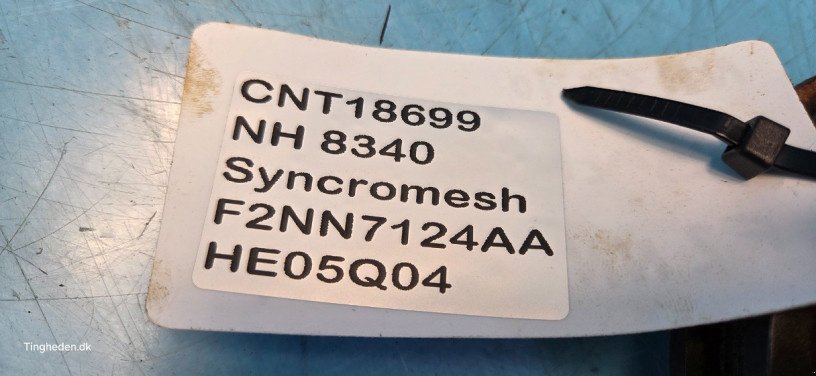 CNT18699
NH 8340
Syncromesh
F2NN7124AA
HE05Q04
Tingheden.dk